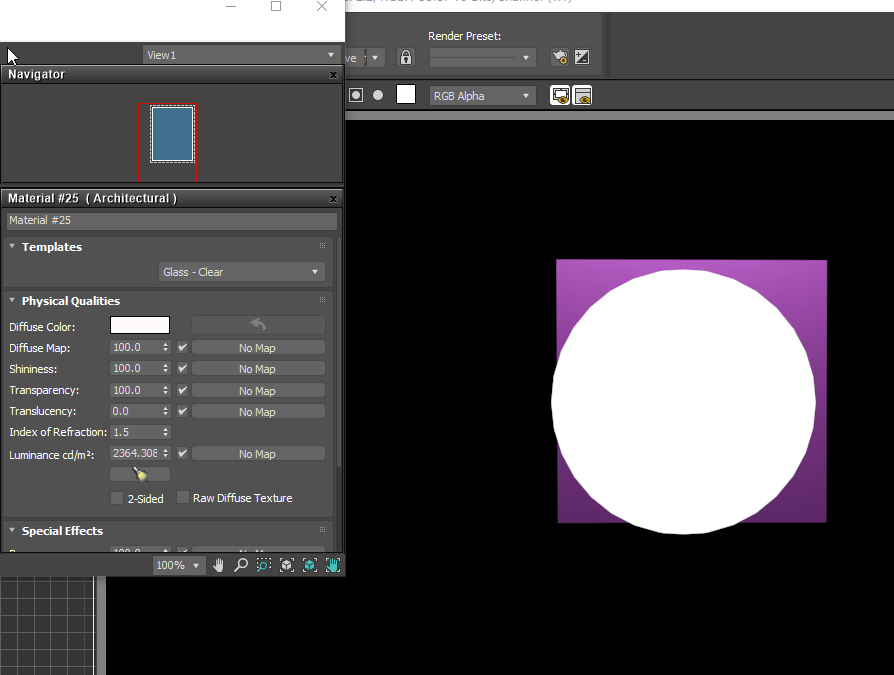 Render Preset:
View1
ve
Navigator
RGB Alpha
Material #25 ( Architectural )
Material #25
Templates
Glass - Clear
Physical Qualities
Diffuse Color:
Diffuse Map: 100.0 No Map
Shininess: 100.0 No Map
Transparency: 100.0 No Map
Translucency: 0.0 No Map
Index of Refraction: 1.5
Luminance cd/m²: 2364.308 No Map
2-Sided Raw Diffuse Texture
Special Effects
100%